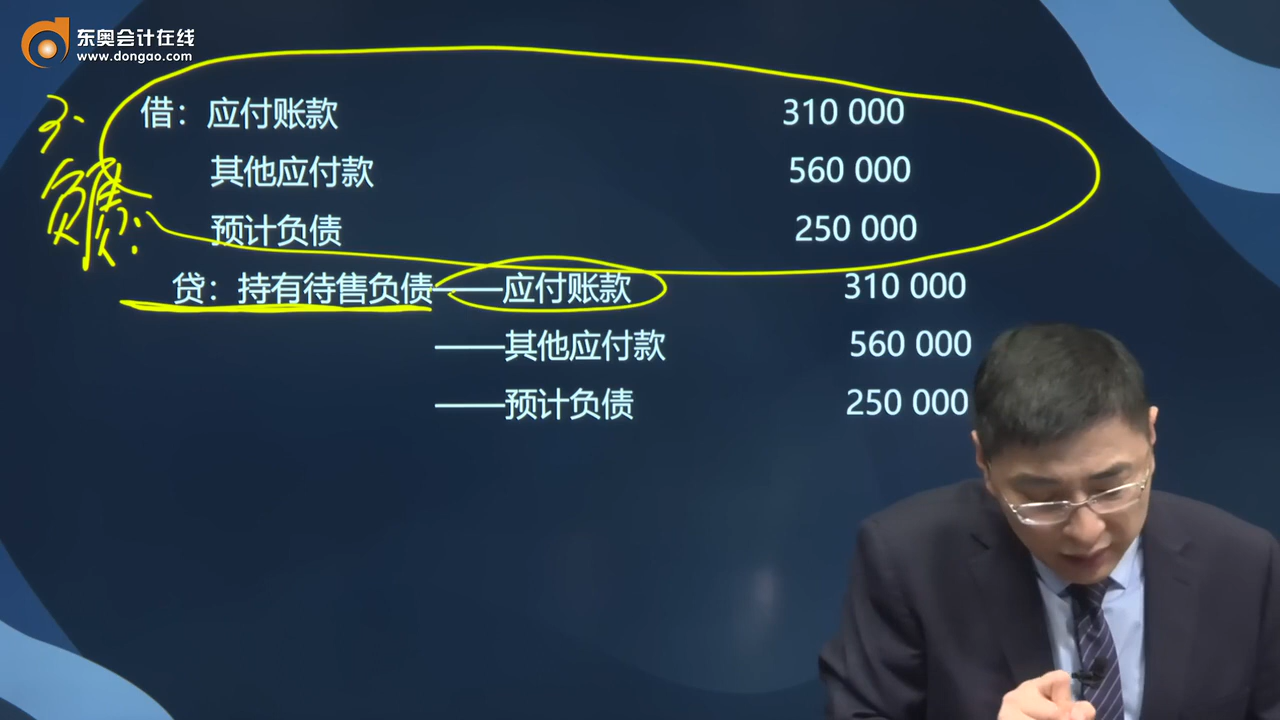 东奥会计在线
www.dongao.com
借：应付账款 310 000
其他应付款 560 000
预计负债 250 000
贷：持有待售负债——应付账款 310 000
——其他应付款 560 000
——预计负债 250 000